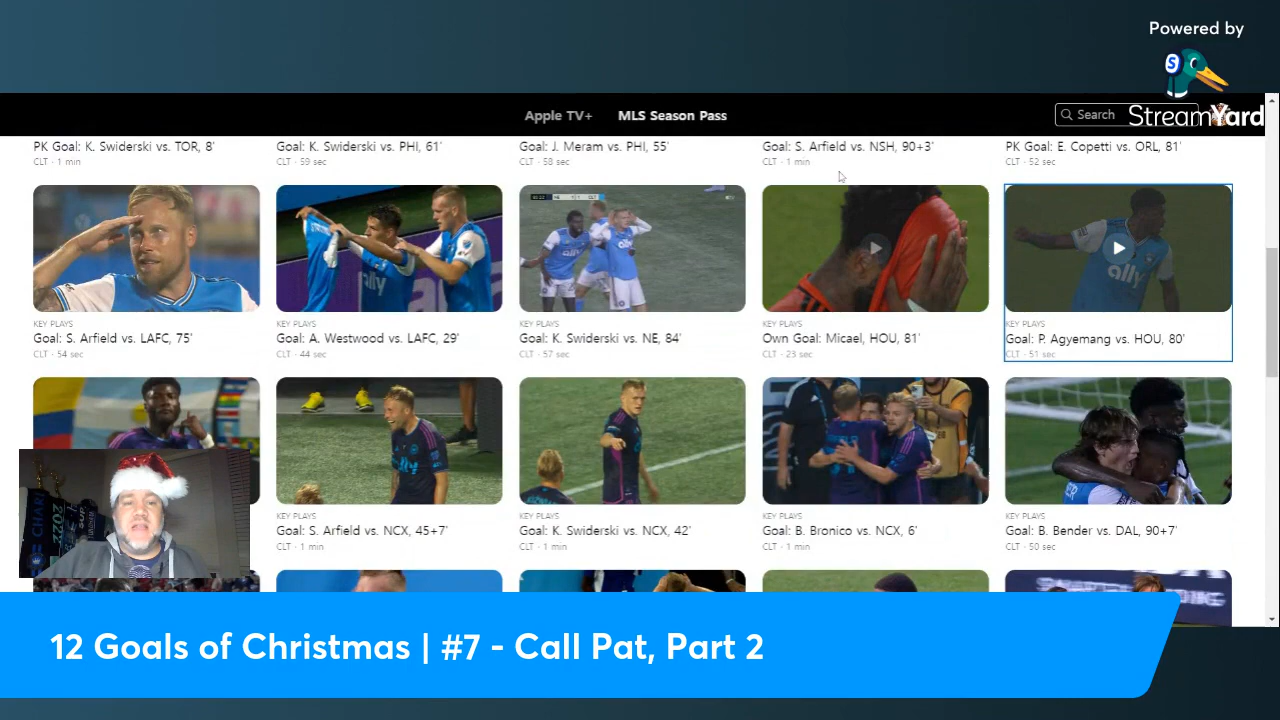 Powered by
StreamYard
Apple TV+ MLS Season Pass Search
PK Goal: K. Swiderski vs. TOR, 8' Goal: K. Swiderski vs. PHI, 61' Goal: J. Meram vs. PHI, 55' Goal: S. Arfield vs. NSH, 90+3' PK Goal: E. Copetti vs. ORL, 81'
CLT · 1 min CLT · 59 sec CLT · 58 sec CLT · 1 min CLT · 52 sec
ally ally ally
KEY PLAYS KEY PLAYS KEY PLAYS KEY PLAYS KEY PLAYS
Goal: S. Arfield vs. LAFC, 75' Goal: A. Westwood vs. LAFC, 29' Goal: K. Swiderski vs. NE, 84' Own Goal: Micael, HOU, 81' Goal: P. Agyemang vs. HOU, 80'
CLT · 54 sec CLT · 44 sec CLT · 57 sec CLT · 23 sec CLT · 51 sec
KEY PLAYS KEY PLAYS KEY PLAYS KEY PLAYS
Goal: S. Arfield vs. NCX, 45+7' Goal: K. Swiderski vs. NCX, 42' Goal: B. Bronico vs. NCX, 6' Goal: B. Bender vs. DAL, 90+7'
CLT · 1 min CLT · 1 min CLT · 1 min CLT · 50 sec
12 Goals of Christmas | #7 - Call Pat, Part 2